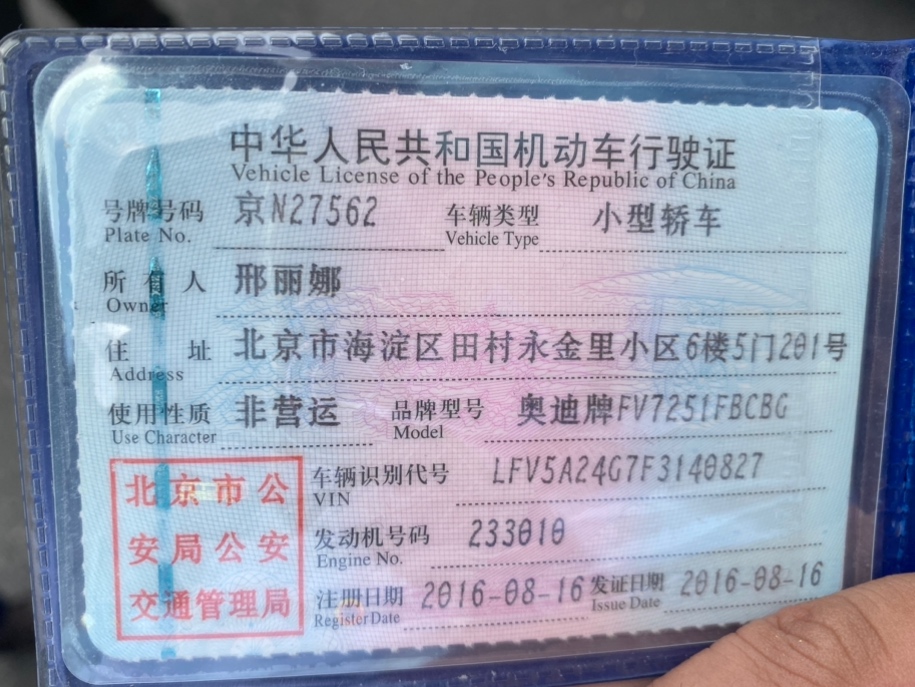 中华人民共和国机动车行驶证
Vehicle License of the People's Republic of China
号牌号码 京N27562 车辆类型 小型轿车
Plate No. Vehicle Type
所有人 邢丽娜
Owner
住址 北京市海淀区田村永金里小区6楼5门201号
Address
使用性质 非营运 品牌型号 奥迪牌FV7251FBCBG
Use Character Model
北京市公
安局公安
交通管理局
车辆识别代号 LFV5A24G7F3140827
VIN
发动机号码 233010
Engine No.
注册日期 2016-08-16 发证日期 2016-08-16
Register Date Issue Date